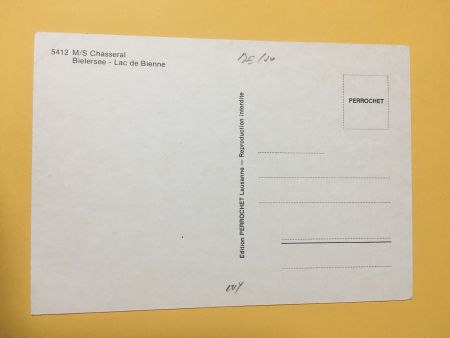 5412 M/S Chasseral
Bielersee - Lac de Bienne
PERROCHET
Edition PERROCHET Lausanne — Reproduction interdite